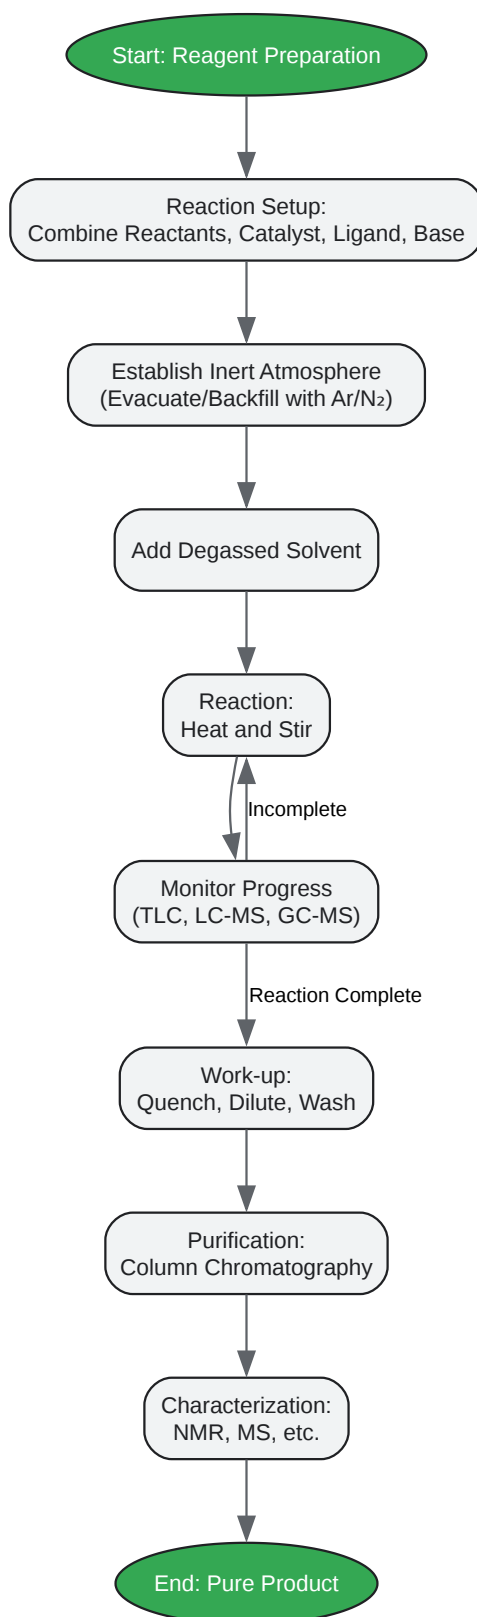 Start: Reagent Preparation
Reaction Setup:
Combine Reactants, Catalyst, Ligand, Base
Establish Inert Atmosphere
(Evacuate/Backfill with Ar/N₂)
Add Degassed Solvent
Reaction:
Heat and Stir
Incomplete
Monitor Progress
(TLC, LC-MS, GC-MS)
Reaction Complete
Work-up:
Quench, Dilute, Wash
Purification:
Column Chromatography
Characterization:
NMR, MS, etc.
End: Pure Product